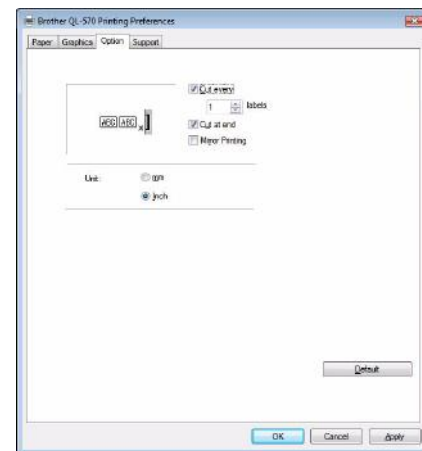 Brother QL-570 Printing Preferences
Paper Graphics Option Support
Cut every
1 labels
ABC ABC
Cut at end
Mirror Printing
Unit: mm
inch
Default
OK Cancel Apply